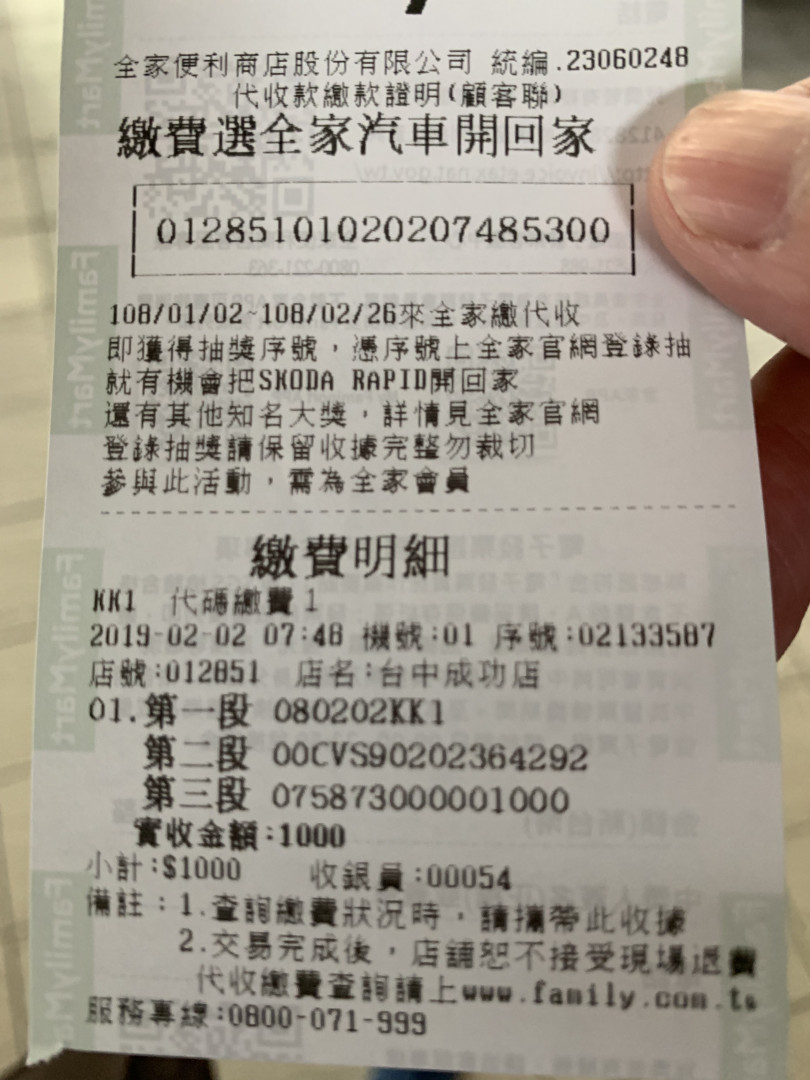 全家便利商店股份有限公司 統編.23060248
代收款繳款證明(顧客聯)
繳費選全家汽車開回家
01285101020207485300
108/01/02~108/02/26來全家繳代收
即獲得抽獎序號，憑序號上全家官網登錄抽
就有機會把SKODA RAPID開回家
還有其他知名大獎，詳情見全家官網
登錄抽獎請保留收據完整勿裁切
參與此活動，需為全家會員
繳費明細
KK1 代碼繳費1
2019-02-02 07:48 機號:01 序號:02133587
店號:012851 店名:台中成功店
01.第一段 080202KK1
第二段 00CVS90202364292
第三段 075873000001000
實收金額:1000
小計:$1000 收銀員:00054
備註:1.查詢繳費狀況時，請攜帶此收據
2.交易完成後，店舖恕不接受現場退費
代收繳費查詢請上www.family.com.tw
服務專線:0800-071-999
FamilyMart
FamilyMart
FamilyMart
FamilyMart